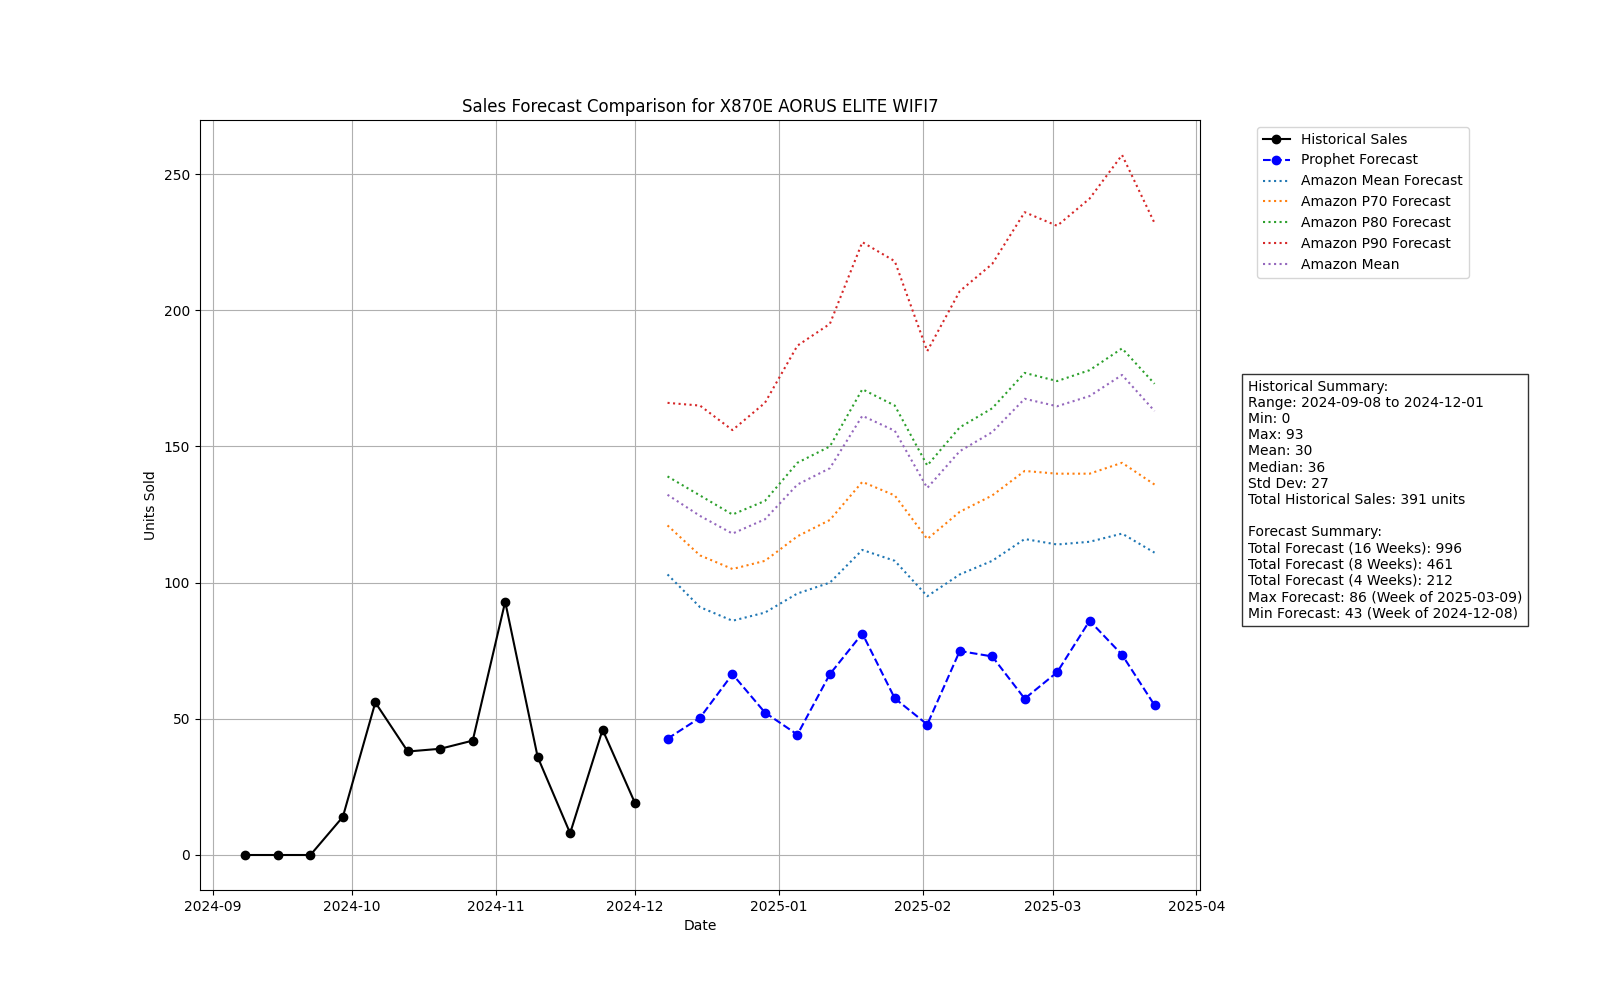 Sales Forecast Comparison for X870E AORUS ELITE WIFI7
Units Sold
250
200
150
100
50
0
2024-09
2024-10
2024-11
2024-12
2025-01
2025-02
2025-03
2025-04
Date
Historical Sales
Prophet Forecast
Amazon Mean Forecast
Amazon P70 Forecast
Amazon P80 Forecast
Amazon P90 Forecast
Amazon Mean
Historical Summary:
Range: 2024-09-08 to 2024-12-01
Min: 0
Max: 93
Mean: 30
Median: 36
Std Dev: 27
Total Historical Sales: 391 units
Forecast Summary:
Total Forecast (16 Weeks): 996
Total Forecast (8 Weeks): 461
Total Forecast (4 Weeks): 212
Max Forecast: 86 (Week of 2025-03-09)
Min Forecast: 43 (Week of 2024-12-08)